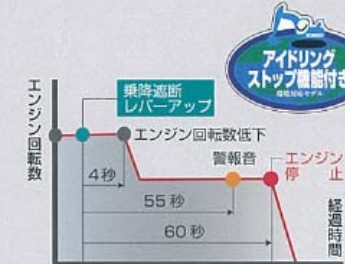 アイドリング
ストップ機能付き
乗降遮断
レバーアップ
エンジン回転数
エンジン回転数低下
警報音
エンジン
停止
4秒
55秒
60秒
経過時間